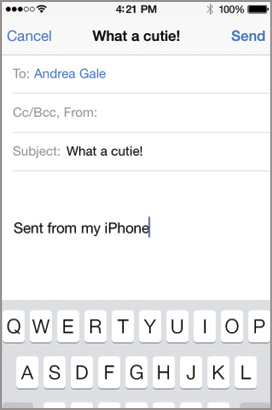 4:21 PM 100%
Cancel What a cutie! Send
To: Andrea Gale
Cc/Bcc, From:
Subject: What a cutie!
Sent from my iPhone
Q W E R T Y U I O P
A S D F G H J K L